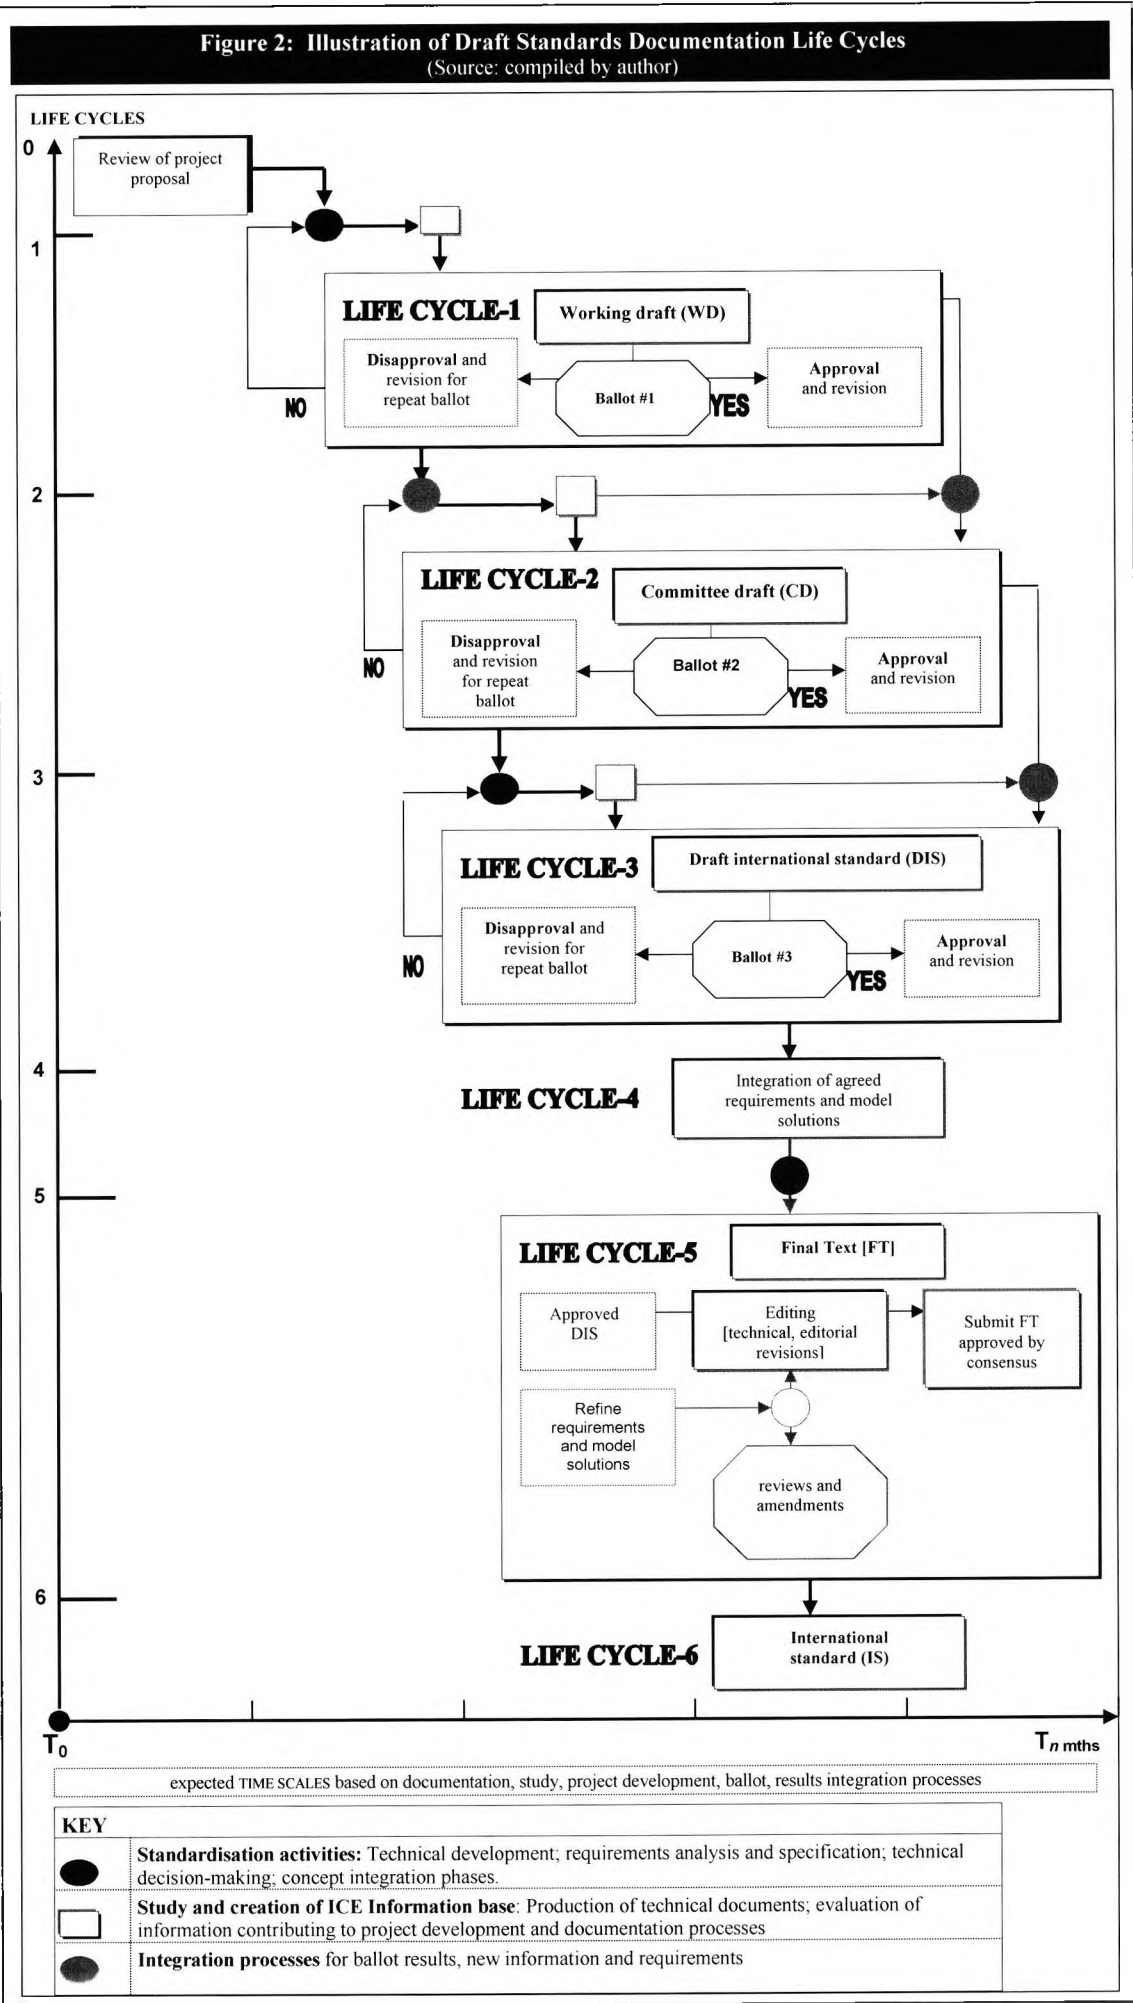 Figure 2: Illustration of Draft Standards Documentation Life Cycles
(Source: compiled by author)
LIFE CYCLES
0
Review of project
proposal
1
LIFE CYCLE-1
Working draft (WD)
Disapproval and
revision for
repeat ballot
Ballot #1
YES
Approval
and revision
NO
2
LIFE CYCLE-2
Committee draft (CD)
Disapproval
and revision
for repeat
ballot
Ballot #2
YES
Approval
and revision
NO
3
LIFE CYCLE-3
Draft international standard (DIS)
Disapproval and
revision for
repeat ballot
Ballot #3
YES
Approval
and revision
NO
4
LIFE CYCLE-4
Integration of agreed
requirements and model
solutions
5
LIFE CYCLE-5
Final Text [FT]
Approved
DIS
Editing
[technical, editorial
revisions]
Submit FT
approved by
consensus
Refine
requirements
and model
solutions
reviews and
amendments
6
LIFE CYCLE-6
International
standard (IS)
T0
Tn mths
expected TIME SCALES based on documentation, study, project development, ballot, results integration processes
KEY
Standardisation activities: Technical development; requirements analysis and specification; technical
decision-making; concept integration phases.
Study and creation of ICE Information base: Production of technical documents; evaluation of
information contributing to project development and documentation processes
Integration processes for ballot results, new information and requirements